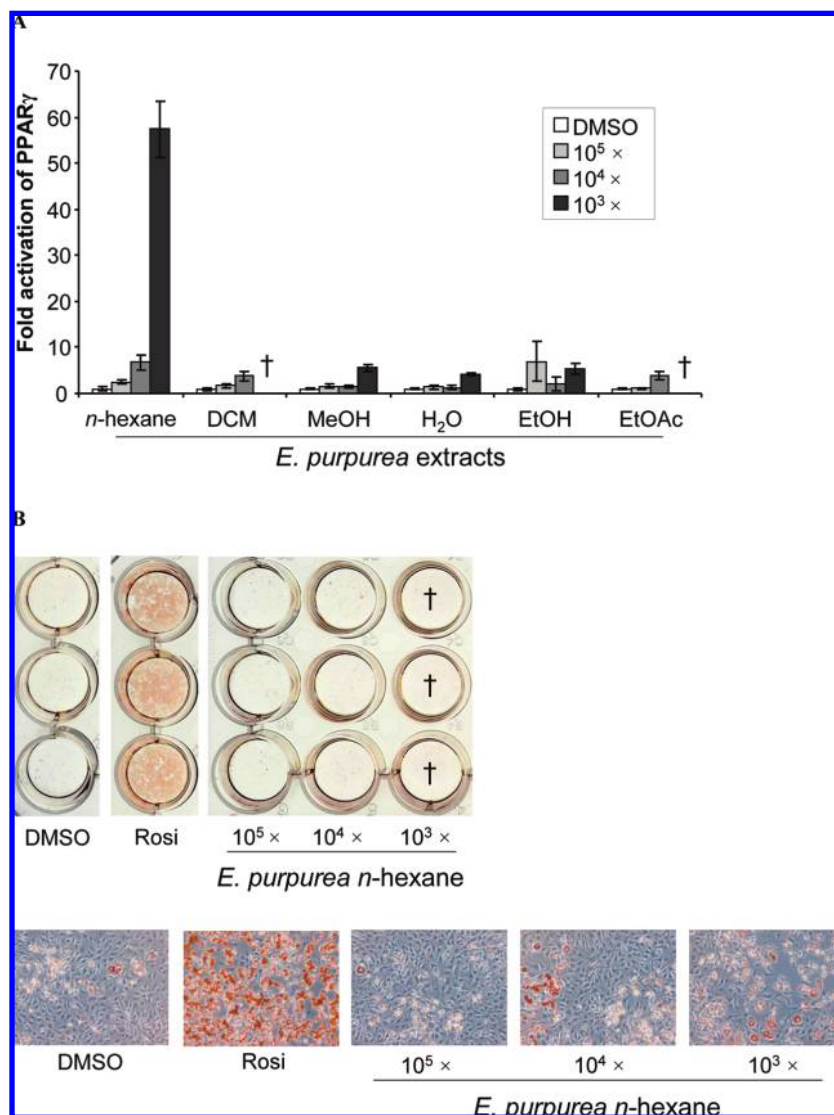 A
Fold activation of PPARγ
70
60
50
40
30
20
10
0
DMSO
10⁵ ×
10⁴ ×
10³ ×
†
†
n-hexane DCM MeOH H₂O EtOH EtOAc
E. purpurea extracts
B
†
†
†
DMSO Rosi 10⁵ × 10⁴ × 10³ ×
E. purpurea n-hexane
DMSO Rosi 10⁵ × 10⁴ × 10³ ×
E. purpurea n-hexane